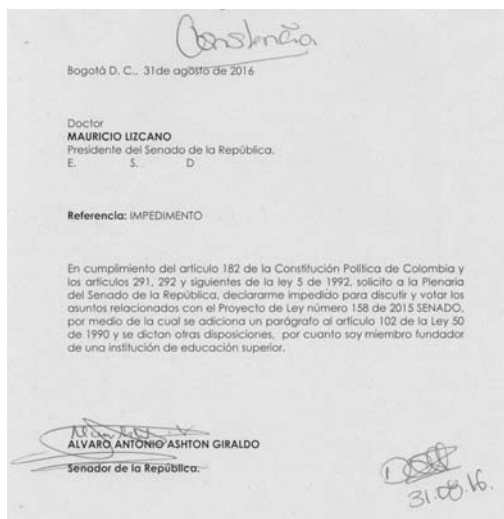 Constancia
Bogotá D. C., 31de agosto de 2016
Doctor
MAURICIO LIZCANO
Presidente del Senado de la República.
E. S. D
Referencia: IMPEDIMENTO
En cumplimiento del artículo 182 de la Constitución Política de Colombia y
los artículos 291, 292 y siguientes de la ley 5 de 1992, solicito a la Plenaria
del Senado de la República, declararme impedido para discutir y votar los
asuntos relacionados con el Proyecto de Ley número 158 de 2015 SENADO,
por medio de la cual se adiciona un parágrafo al artículo 102 de la Ley 50
de 1990 y se dictan otras disposiciones, por cuanto soy miembro fundador
de una institución de educación superior.
ALVARO ANTONIO ASHTON GIRALDO
Senador de la República.
31.08.16.